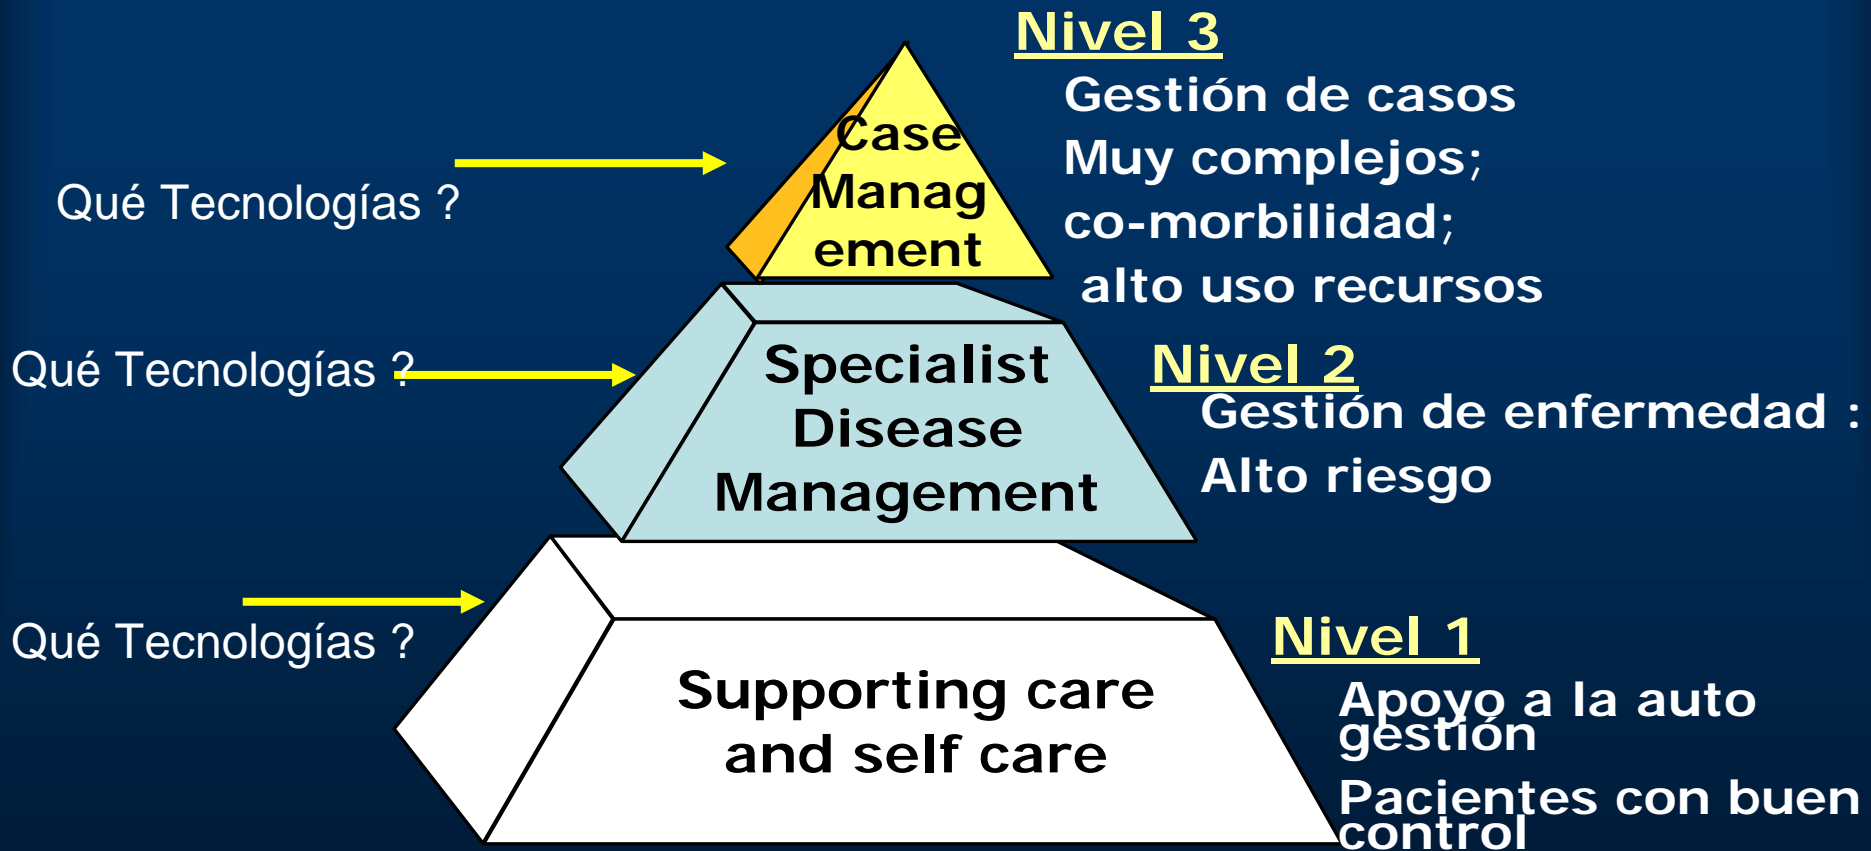 Nivel 3
Gestión de casos
Muy complejos;
co-morbilidad;
alto uso recursos
Case
Manag
ement
Qué Tecnologías ?
Nivel 2
Gestión de enfermedad :
Alto riesgo
Specialist
Disease
Management
Qué Tecnologías ?
Nivel 1
Apoyo a la auto
gestión
Pacientes con buen
control
Supporting care
and self care
Qué Tecnologías ?